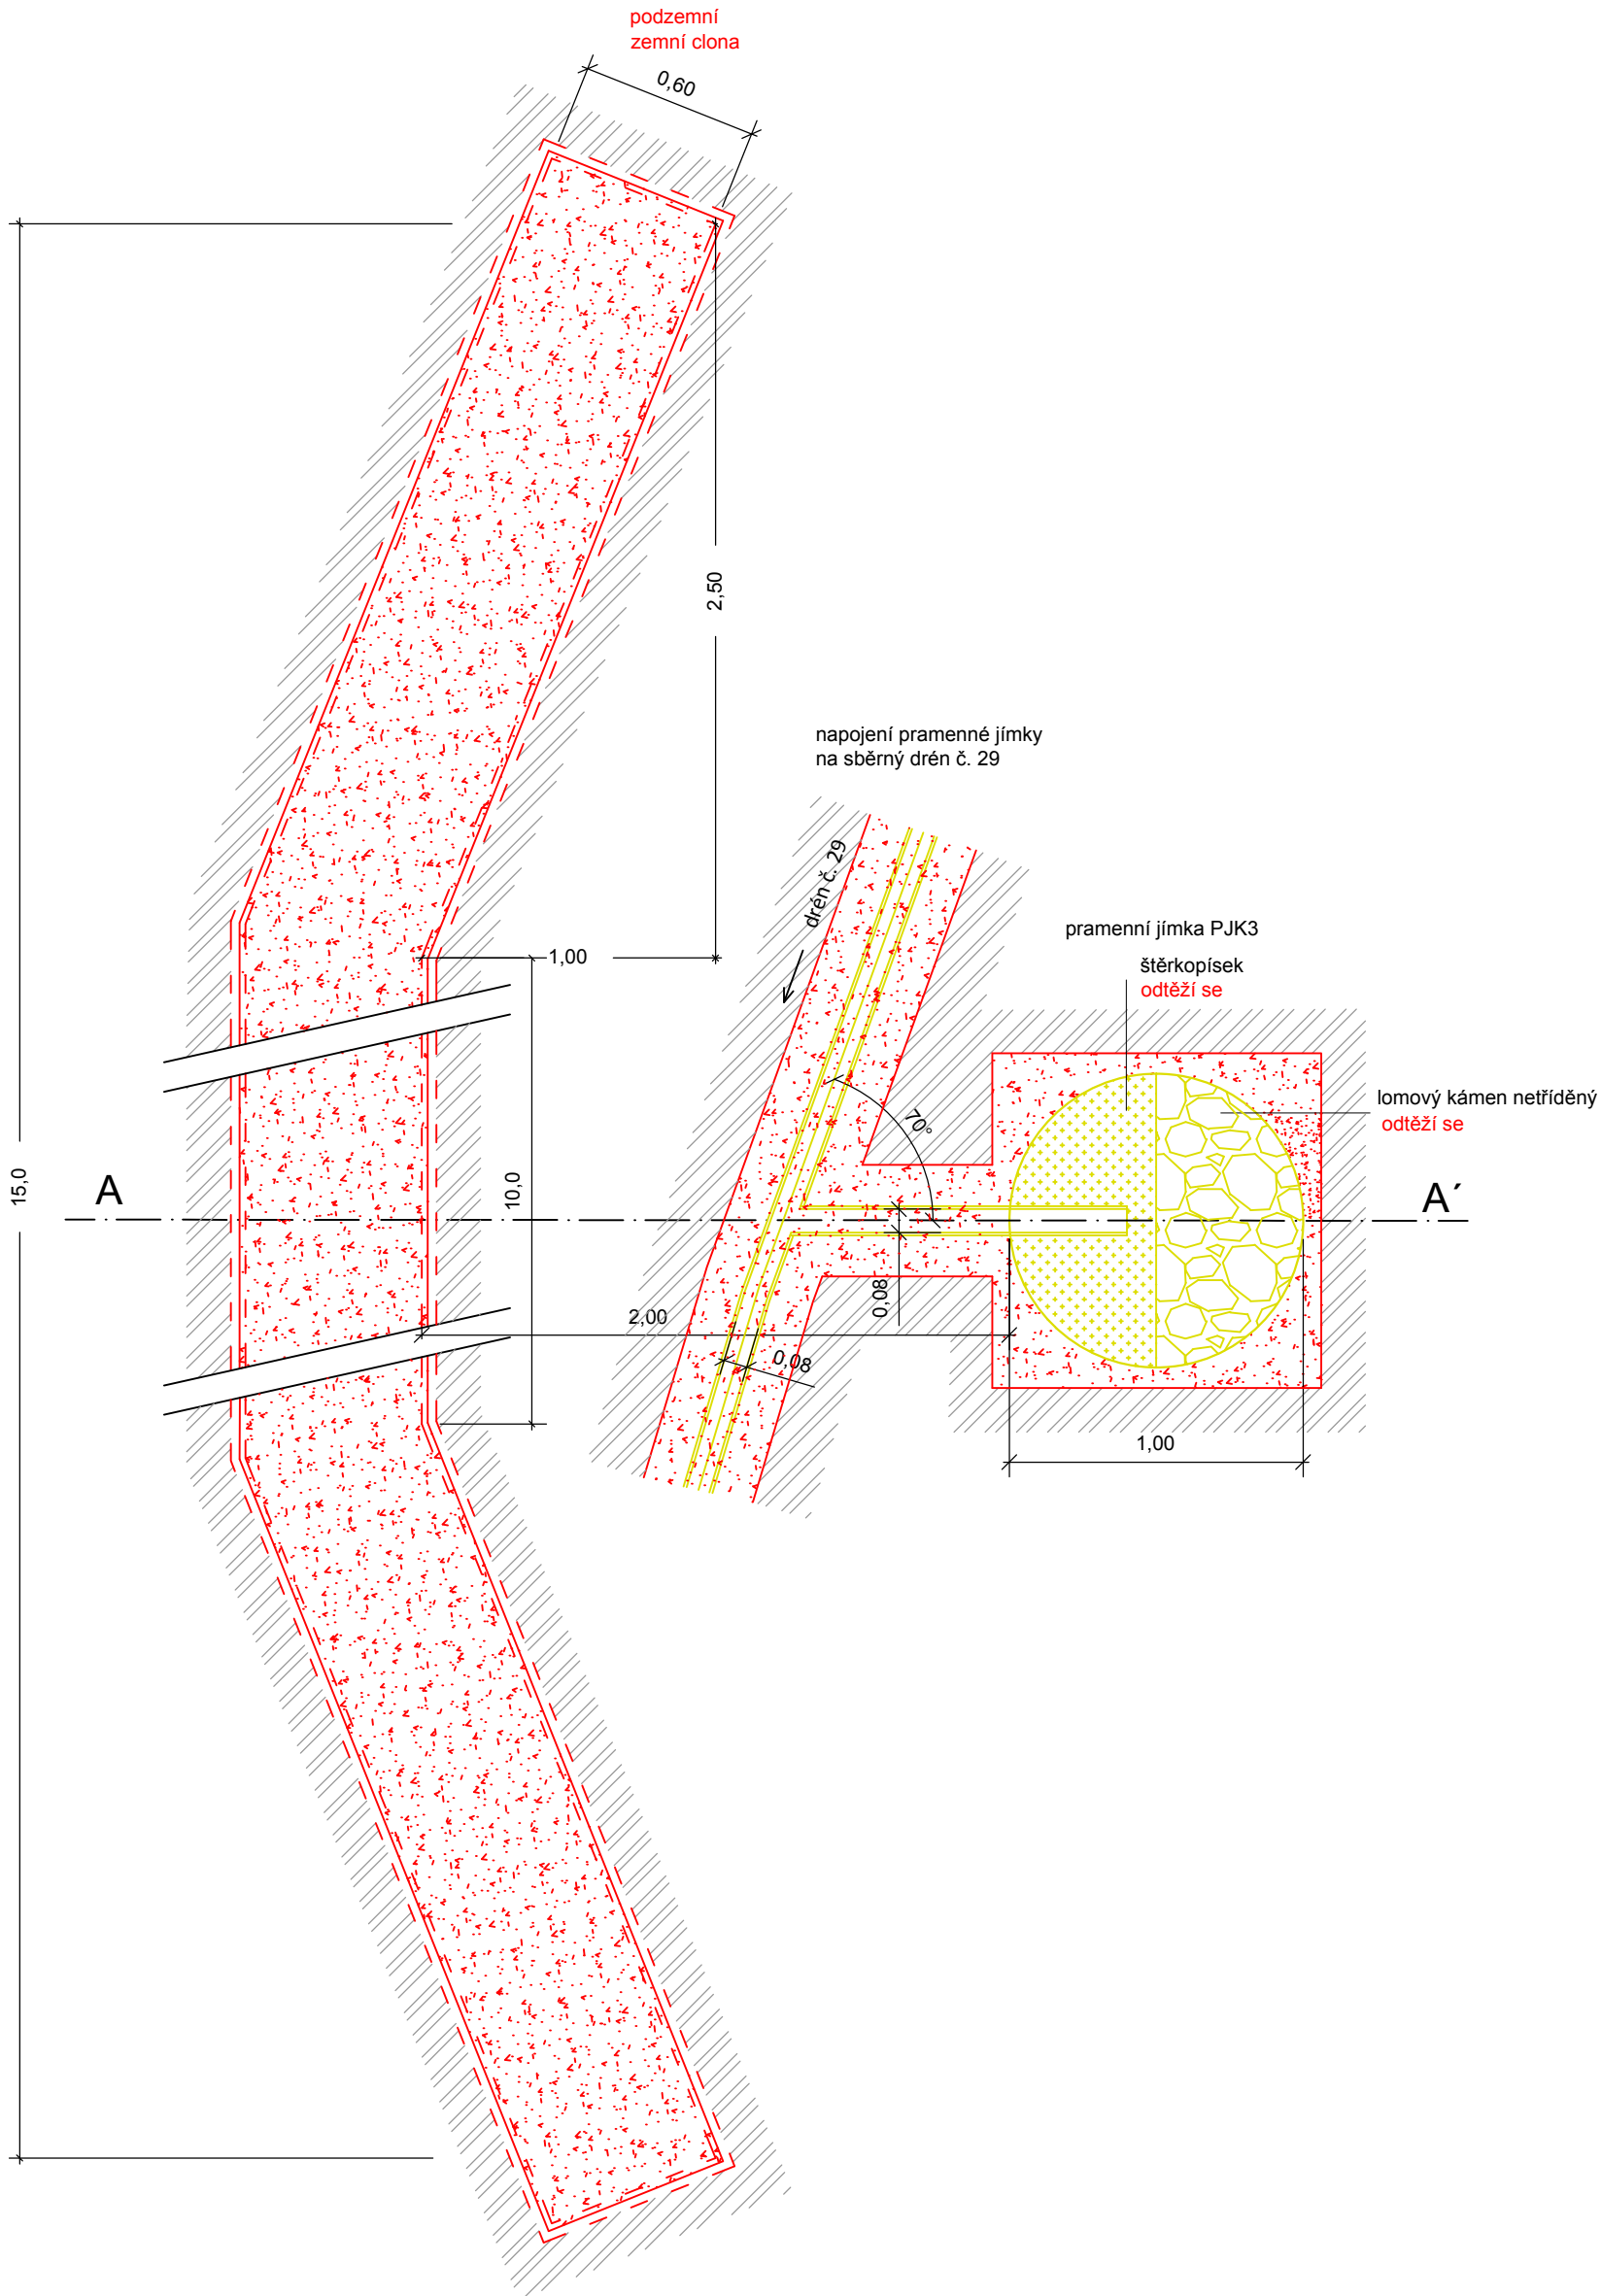 podzemní
zemní clona
0,60
2,50
napojení pramenné jímky
na sběrný drén č. 29
drén č. 29
pramenní jímka PJK3
1,00
štěrkopísek
odtěží se
lomový kámen netříděný
odtěží se
70°
15,0
A
10,0
A´
0,08
2,00
0,08
1,00